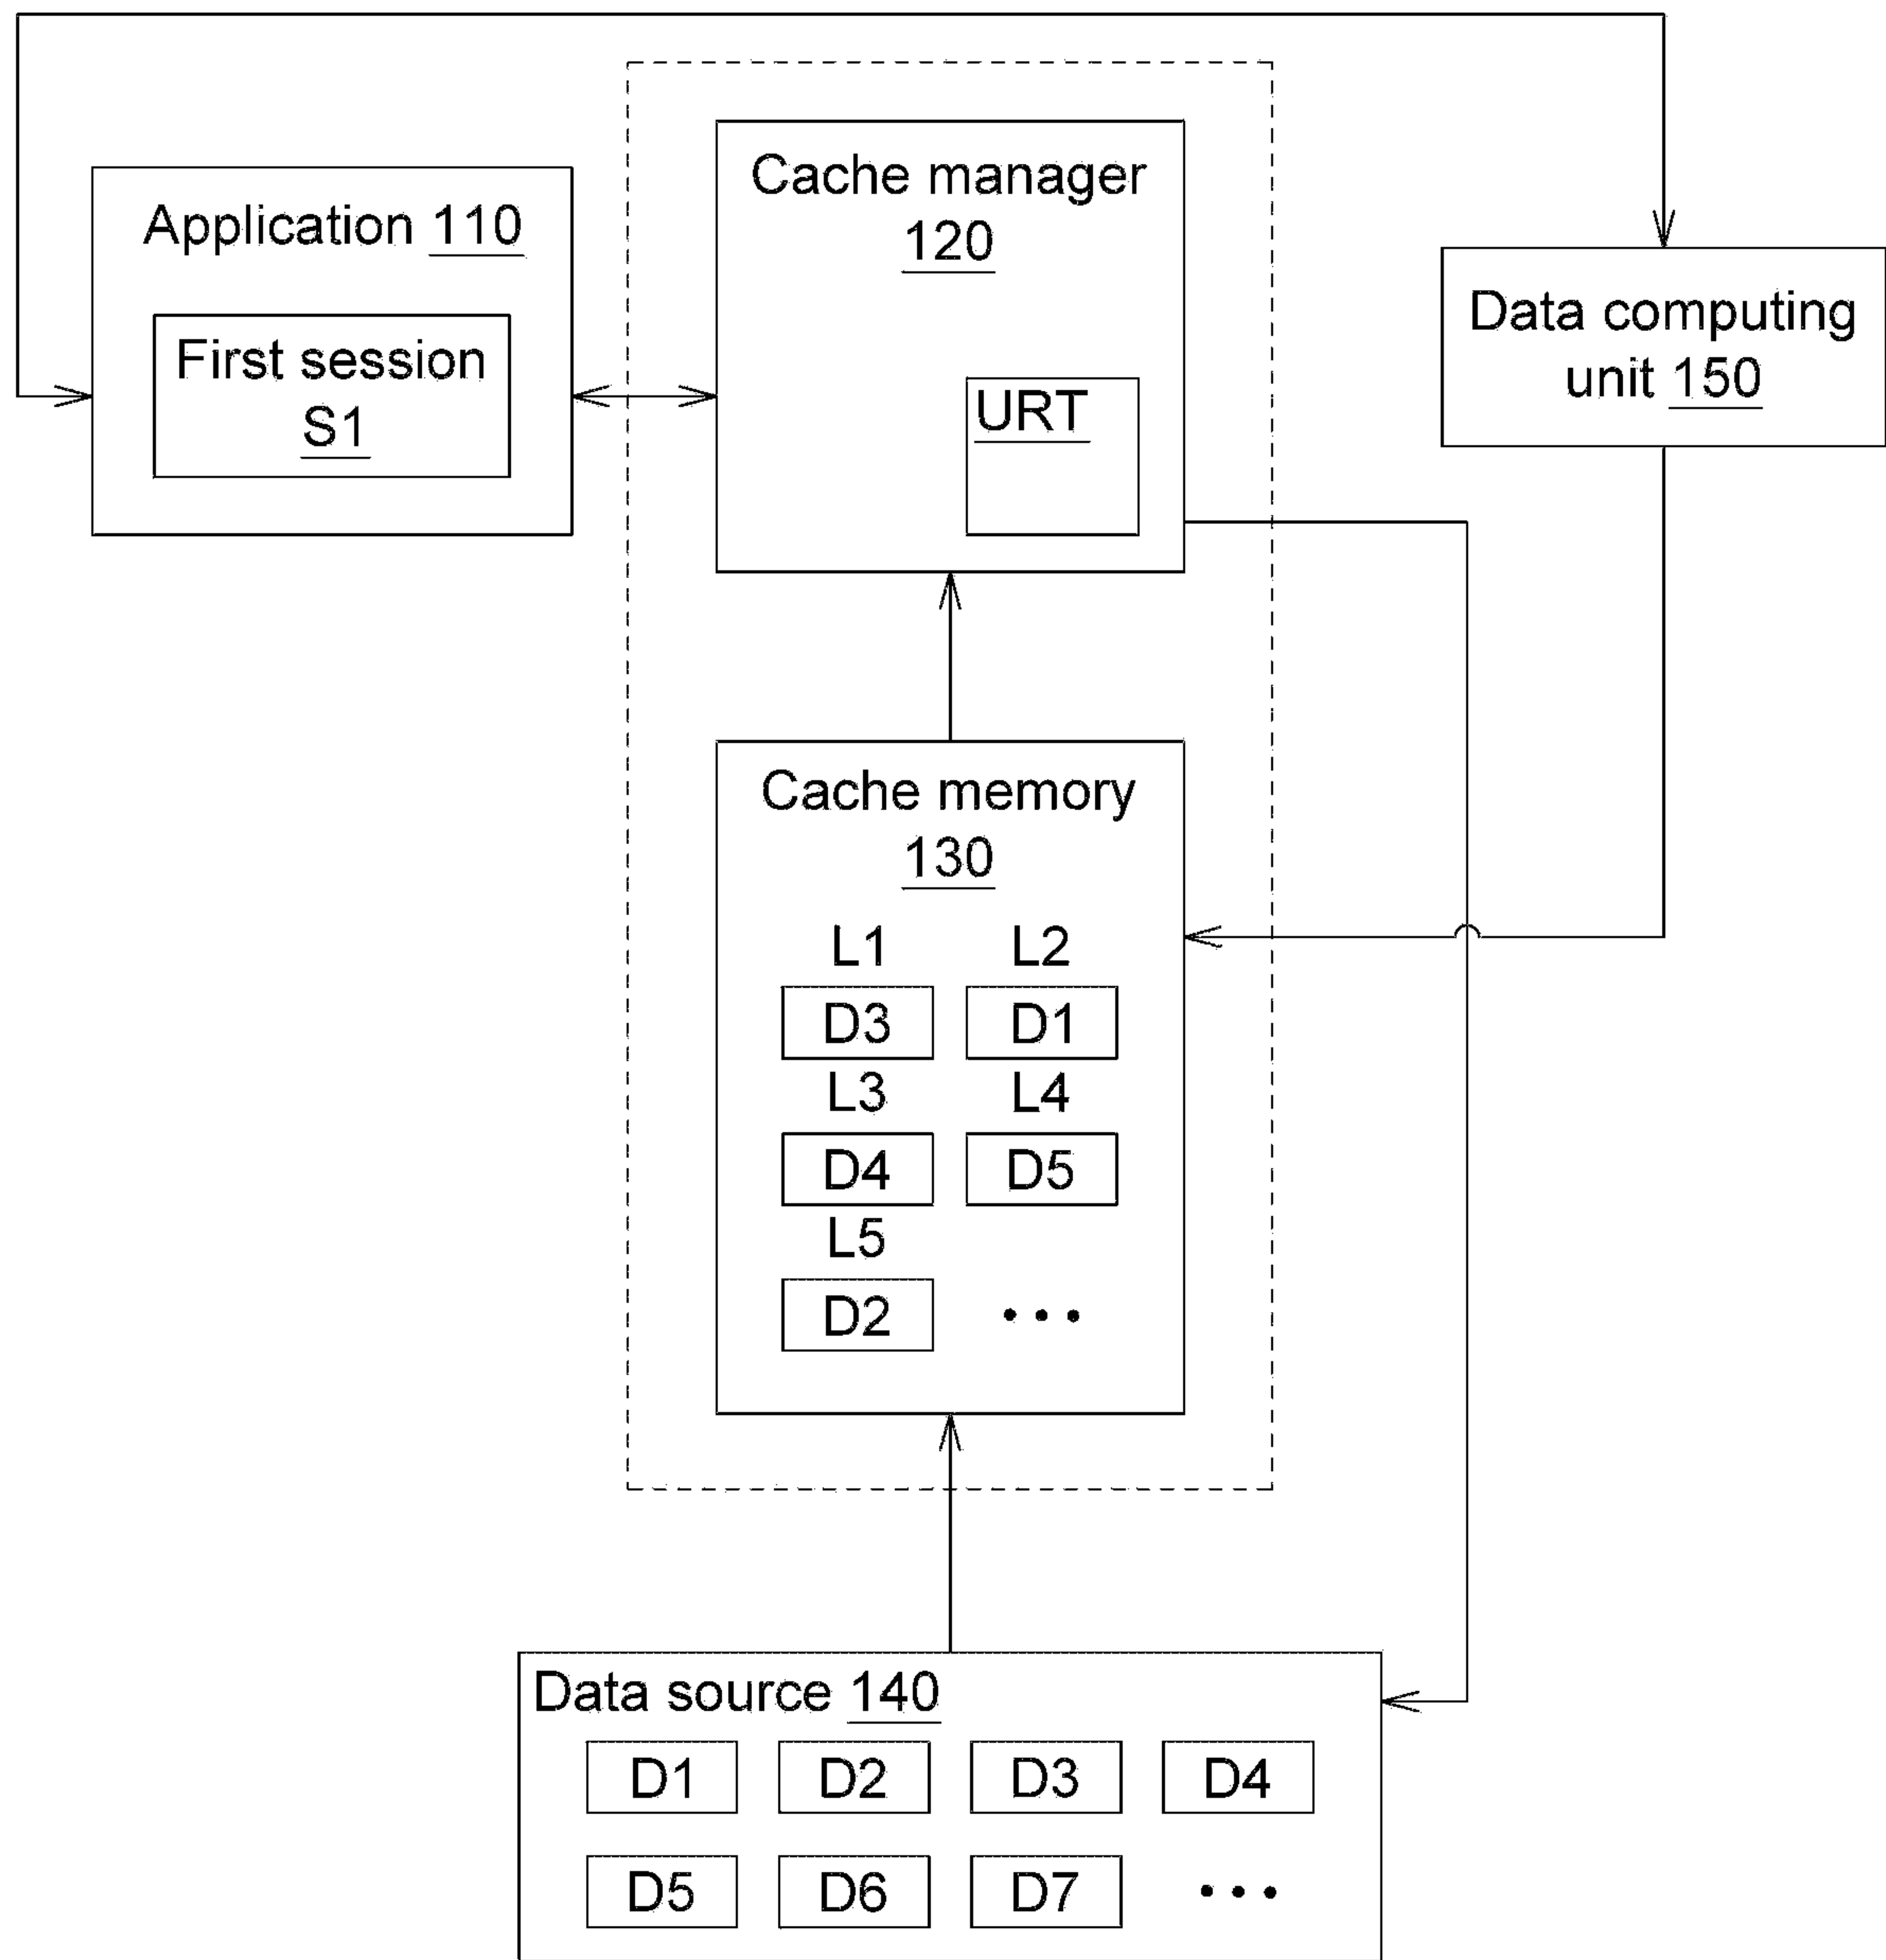 Cache manager
120
Application 110
First session
S1
URT
Data computing
unit 150
Cache memory
130
L1 L2
D3 D1
L3 L4
D4 D5
L5
D2 • • •
Data source 140
D1 D2 D3 D4
D5 D6 D7 • • •